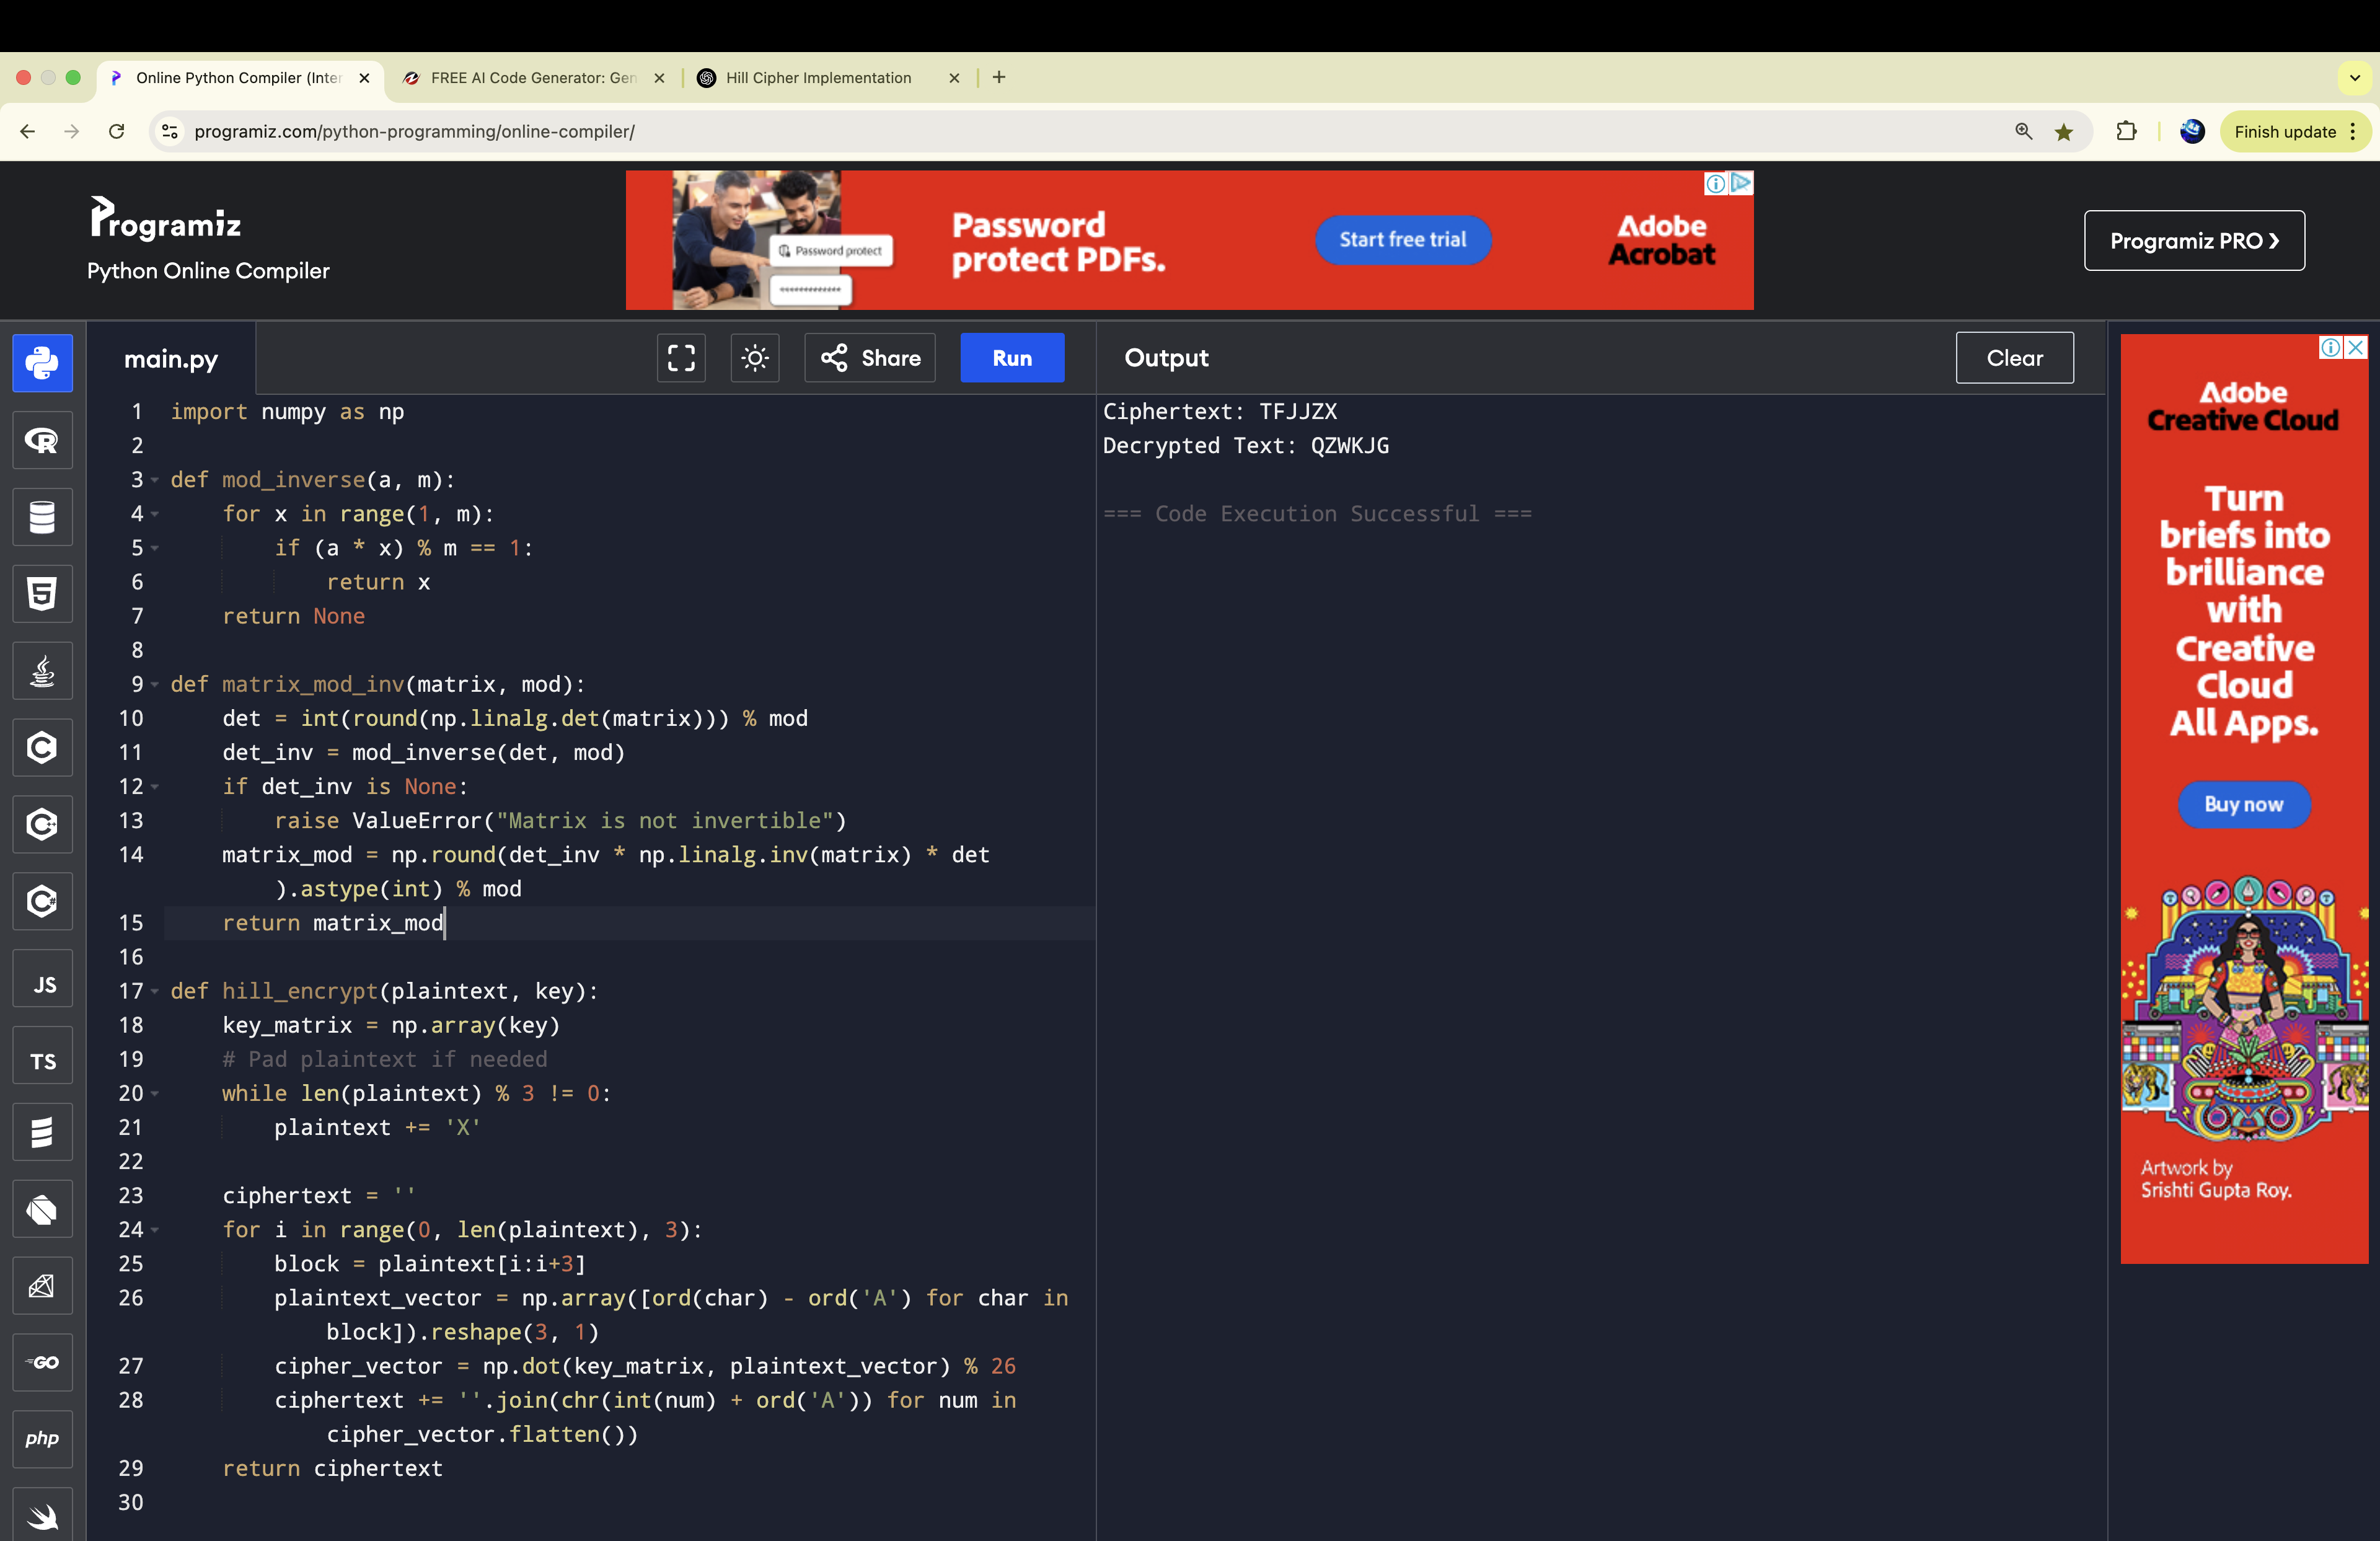 Online Python Compiler (Inter
FREE AI Code Generator: Gen
Hill Cipher Implementation
programiz.com/python-programming/online-compiler/
Finish update
Programiz
Python Online Compiler
Password protect
Password
protect PDFs.
Start free trial
Adobe
Acrobat
Programiz PRO ❯
main.py
Share
Run
Output
Clear
1 import numpy as np
2
3 def mod_inverse(a, m):
4     for x in range(1, m):
5         if (a * x) % m == 1:
6             return x
7     return None
8
9 def matrix_mod_inv(matrix, mod):
10     det = int(round(np.linalg.det(matrix))) % mod
11     det_inv = mod_inverse(det, mod)
12     if det_inv is None:
13         raise ValueError("Matrix is not invertible")
14     matrix_mod = np.round(det_inv * np.linalg.inv(matrix) * det
        ).astype(int) % mod
15     return matrix_mod
16
17 def hill_encrypt(plaintext, key):
18     key_matrix = np.array(key)
19     # Pad plaintext if needed
20     while len(plaintext) % 3 != 0:
21         plaintext += 'X'
22
23     ciphertext = ''
24     for i in range(0, len(plaintext), 3):
25         block = plaintext[i:i+3]
26         plaintext_vector = np.array([ord(char) - ord('A') for char in
            block]).reshape(3, 1)
27         cipher_vector = np.dot(key_matrix, plaintext_vector) % 26
28         ciphertext += ''.join(chr(int(num) + ord('A')) for num in
            cipher_vector.flatten())
29     return ciphertext
30
Ciphertext: TFJJZX
Decrypted Text: QZWKJG
=== Code Execution Successful ===
R
5
C
C
C#
JS
TS
GO
php
Adobe
Creative Cloud
Turn
briefs into
brilliance
with
Creative
Cloud
All Apps.
Buy now
Artwork by
Srishti Gupta Roy.